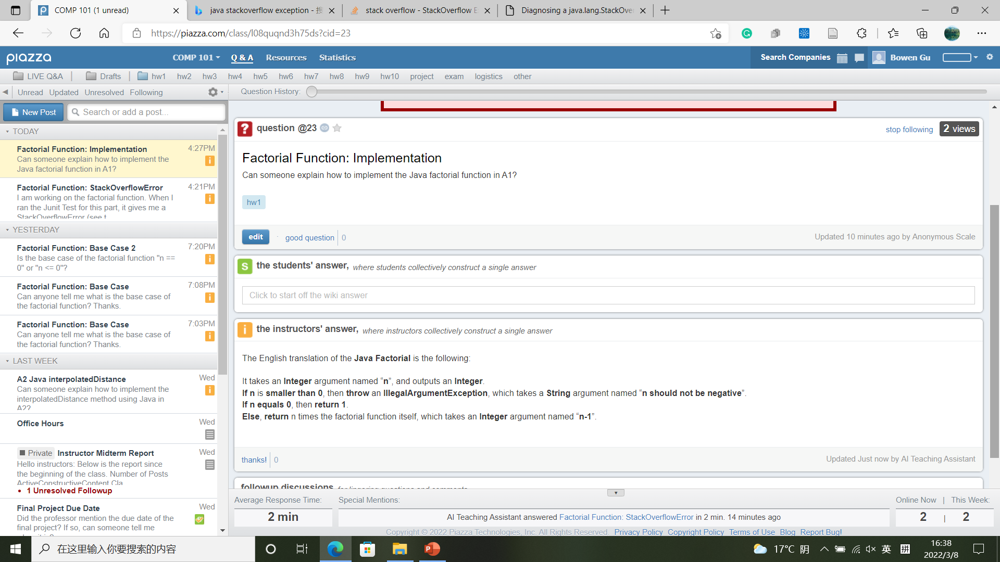 COMP 101 (1 unread)
java stackoverflow exception - 搜
stack overflow - StackOverflow E
Diagnosing a java.lang.StackOver
https://piazza.com/class/l08quqnd3h75ds?cid=23
piazza
COMP 101
Q & A
Resources
Statistics
Search Companies
Bowen Gu
LIVE Q&A
Drafts
hw1
hw2
hw3
hw4
hw5
hw6
hw7
hw8
hw9
hw10
project
exam
logistics
other
Unread
Updated
Unresolved
Following
Question History:
New Post
Search or add a post...
TODAY
Factorial Function: Implementation
4:27PM
Can someone explain how to implement the
Java factorial function in A1?
i
Factorial Function: StackOverflowError
4:21PM
I am working on the factorial function. When I
ran the Junit Test for this part, it gives me a
StackOverflowError (see t
i
YESTERDAY
Factorial Function: Base Case 2
7:20PM
Is the base case of the factorial function "n ==
0" or "n <= 0"?
i
Factorial Function: Base Case
7:08PM
Can anyone tell me what is the base case of
the factorial function? Thanks.
i
Factorial Function: Base Case
7:03PM
Can anyone tell me what is the base case of
the factorial function? Thanks.
i
LAST WEEK
A2 Java interpolatedDistance
Wed
Can someone explain how to implement the
interpolatedDistance method using Java in
A2?
i
Office Hours
Wed
Private
Instructor Midterm Report
Wed
Hello instructors: Below is the report since
the beginning of the class. Number of Posts
ActiveConstructiveContent Cla
1 Unresolved Followup
Final Project Due Date
Wed
Did the professor mention the due date of the
final project? If so, can someone tell me
question @23
stop following
2 views
Factorial Function: Implementation
Can someone explain how to implement the Java factorial function in A1?
hw1
edit
good question
0
Updated 10 minutes ago by Anonymous Scale
S
the students' answer,
where students collectively construct a single answer
Click to start off the wiki answer
i
the instructors' answer,
where instructors collectively construct a single answer
The English translation of the Java Factorial is the following:
It takes an Integer argument named “n”, and outputs an Integer.
If n is smaller than 0, then throw an IllegalArgumentException, which takes a String argument named “n should not be negative”.
If n equals 0, then return 1.
Else, return n times the factorial function itself, which takes an Integer argument named “n-1”.
thanks!
0
Updated Just now by AI Teaching Assistant
followup discussions
for lingering questions and comments
Average Response Time:
2 min
Special Mentions:
AI Teaching Assistant answered Factorial Function: StackOverflowError in 2 min. 14 minutes ago
Online Now | This Week:
2 | 2
Copyright © 2022 Piazza Technologies, Inc. All Rights Reserved. Privacy Policy Copyright Policy Terms of Use Blog Report Bug!
在这里输入你要搜索的内容
17°C 阴
英
拼
16:38
2022/3/8